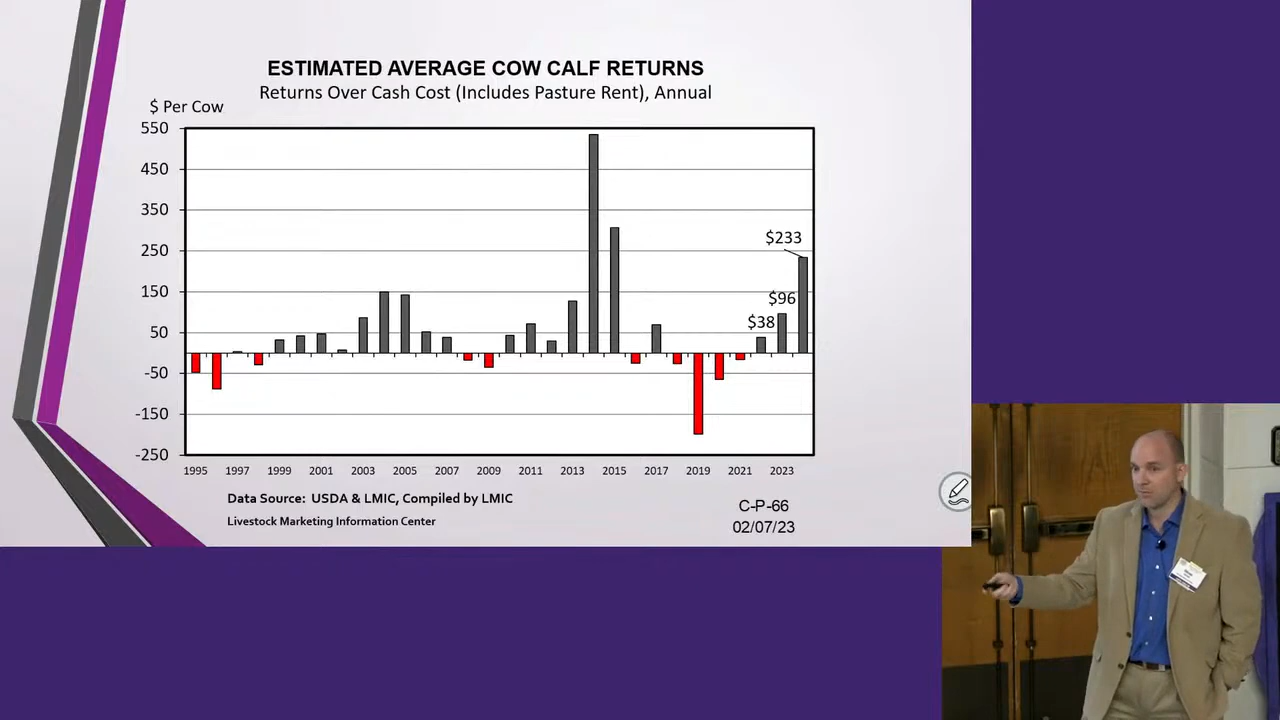 ESTIMATED AVERAGE COW CALF RETURNS
Returns Over Cash Cost (Includes Pasture Rent), Annual
$ Per Cow
550
450
350
250
150
50
-50
-150
-250
$38
$96
$233
1995 1997 1999 2001 2003 2005 2007 2009 2011 2013 2015 2017 2019 2021 2023
Data Source: USDA & LMIC, Compiled by LMIC
Livestock Marketing Information Center
C-P-66
02/07/23